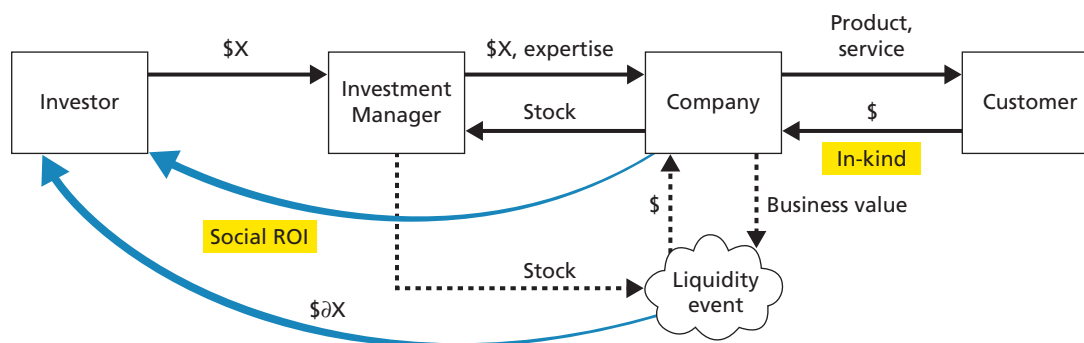 Investor
$X
Investment
Manager
$X, expertise
Stock
Company
Product,
service
$
In-kind
Customer
Social ROI
$
Business value
Stock
Liquidity
event
$∂X